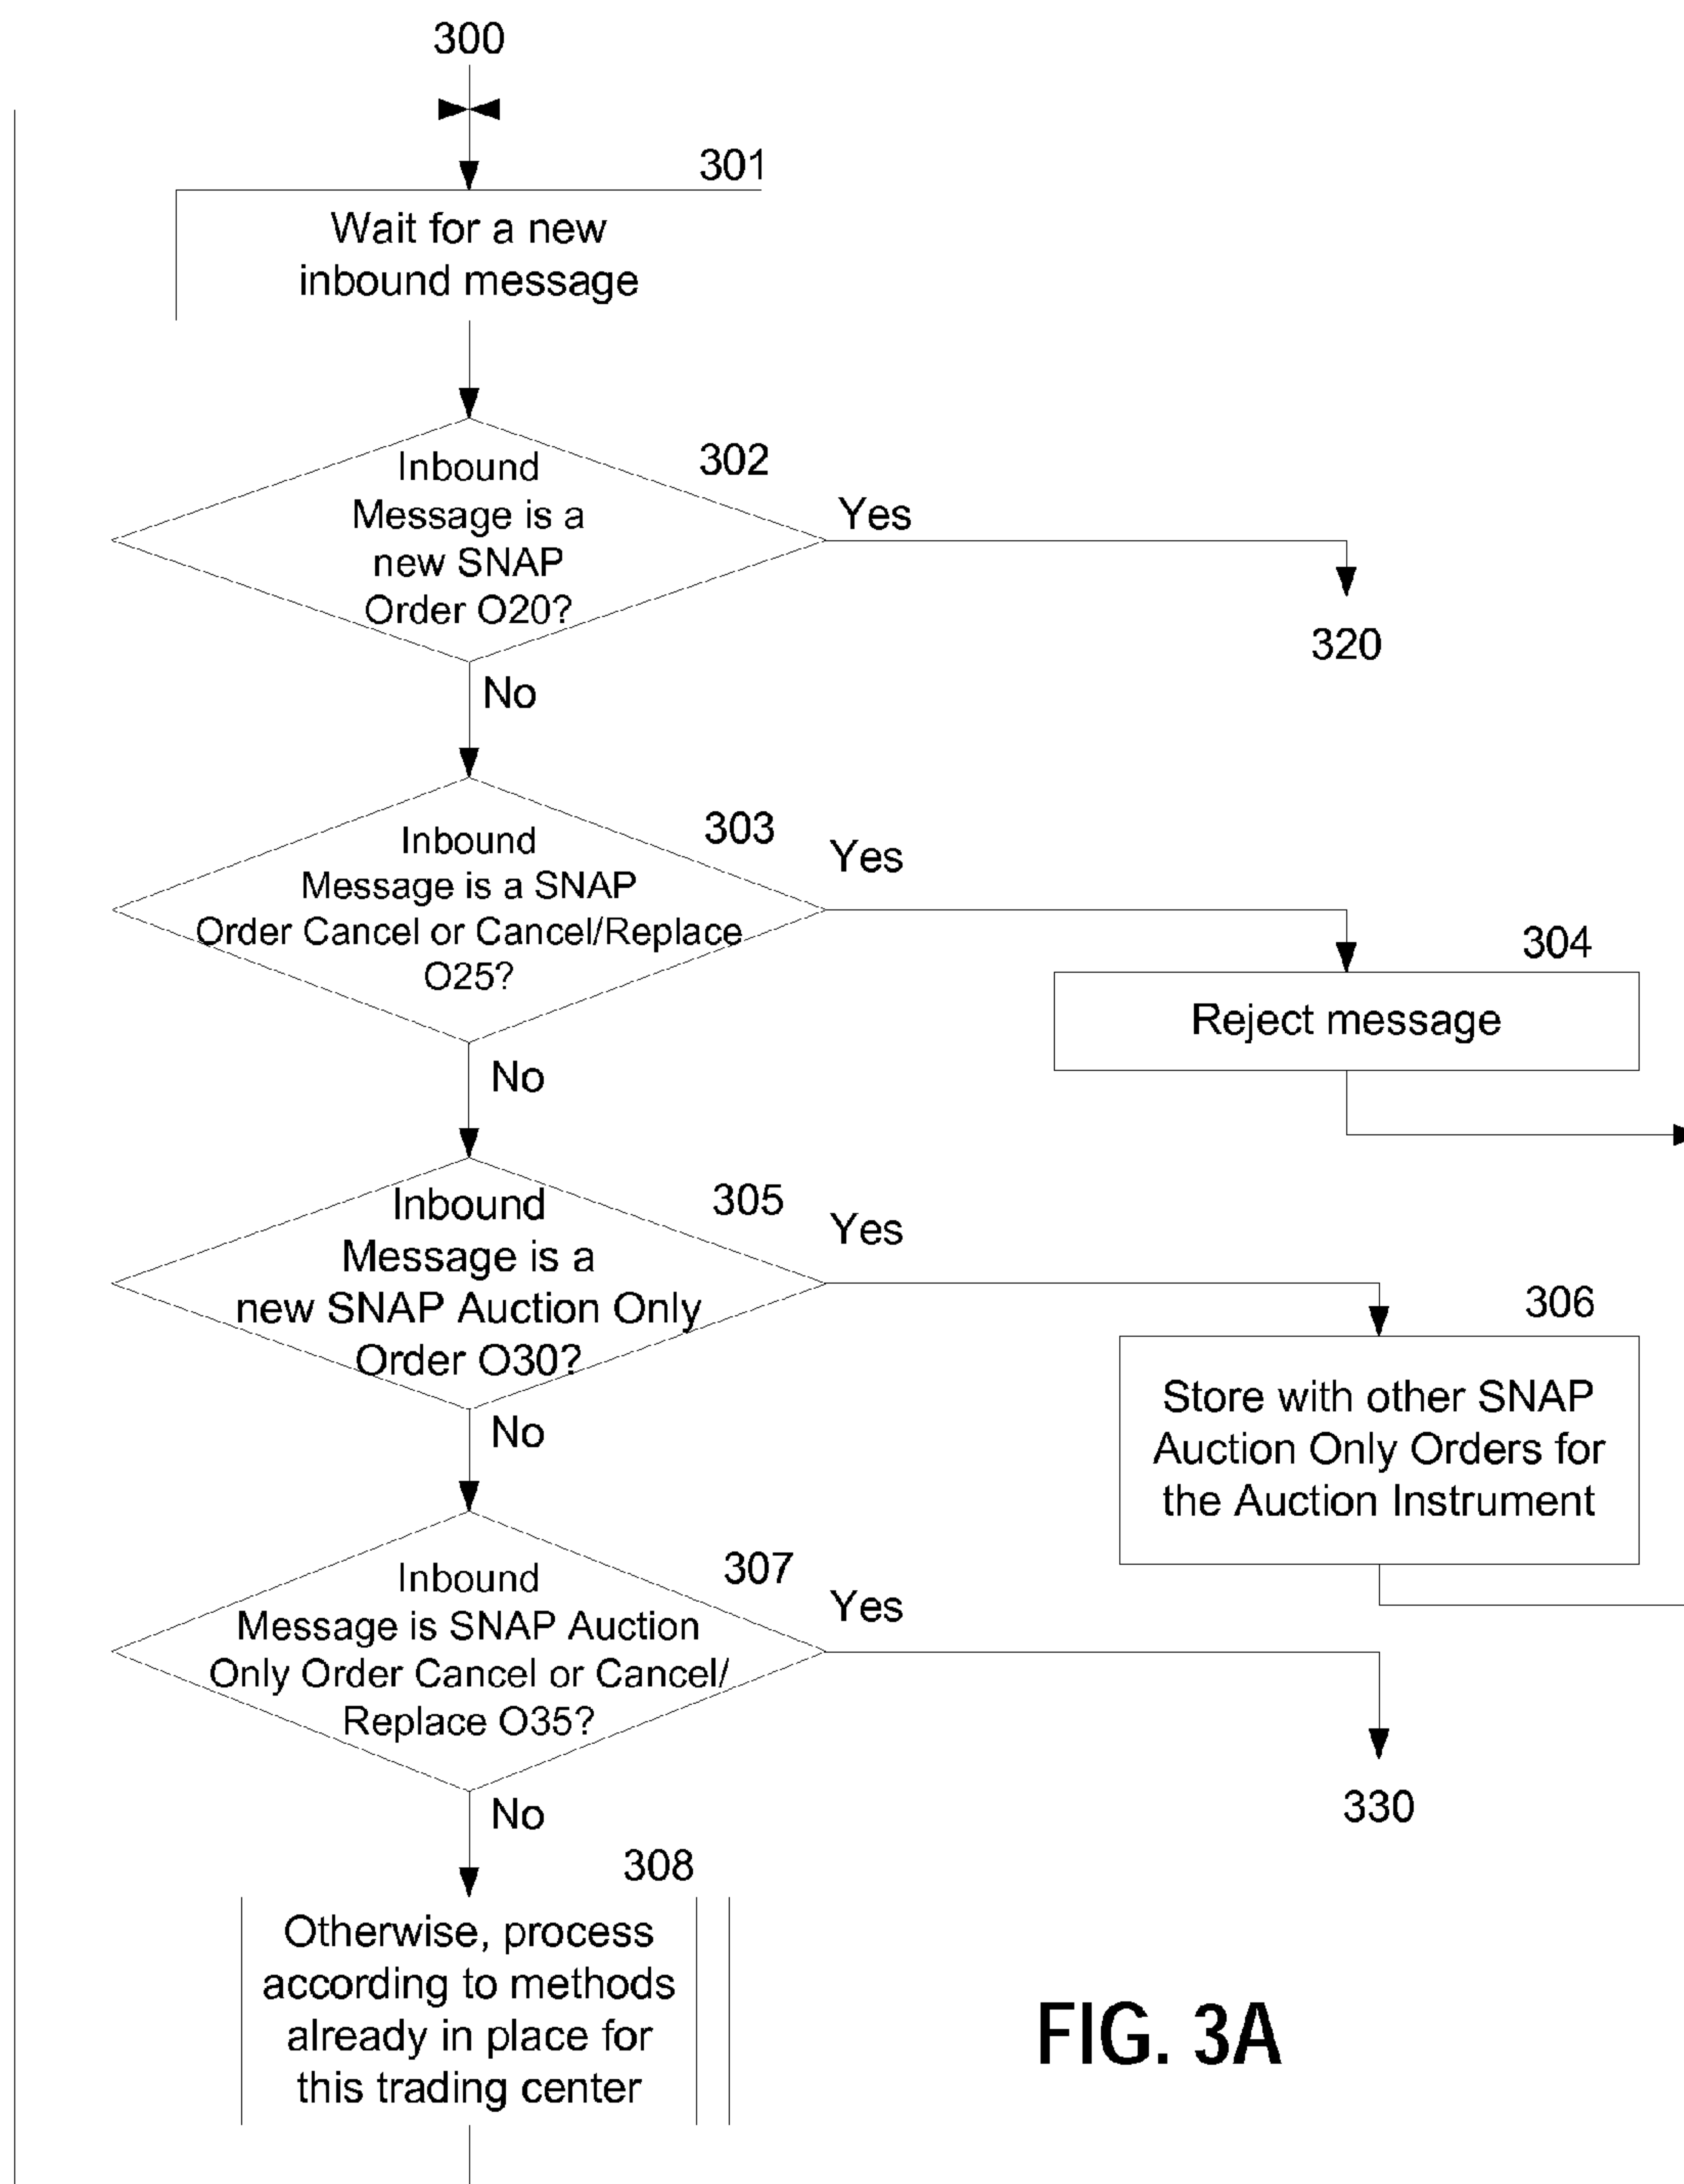 300
301
Wait for a new
inbound message
302
Inbound
Message is a
new SNAP
Order O20?
Yes
320
No
303
Inbound
Message is a SNAP
Order Cancel or Cancel/Replace
O25?
Yes
304
Reject message
No
305
Inbound
Message is a
new SNAP Auction Only
Order O30?
Yes
306
Store with other SNAP
Auction Only Orders for
the Auction Instrument
No
307
Inbound
Message is SNAP Auction
Only Order Cancel or Cancel/
Replace O35?
Yes
330
No
308
Otherwise, process
according to methods
already in place for
this trading center
FIG. 3A